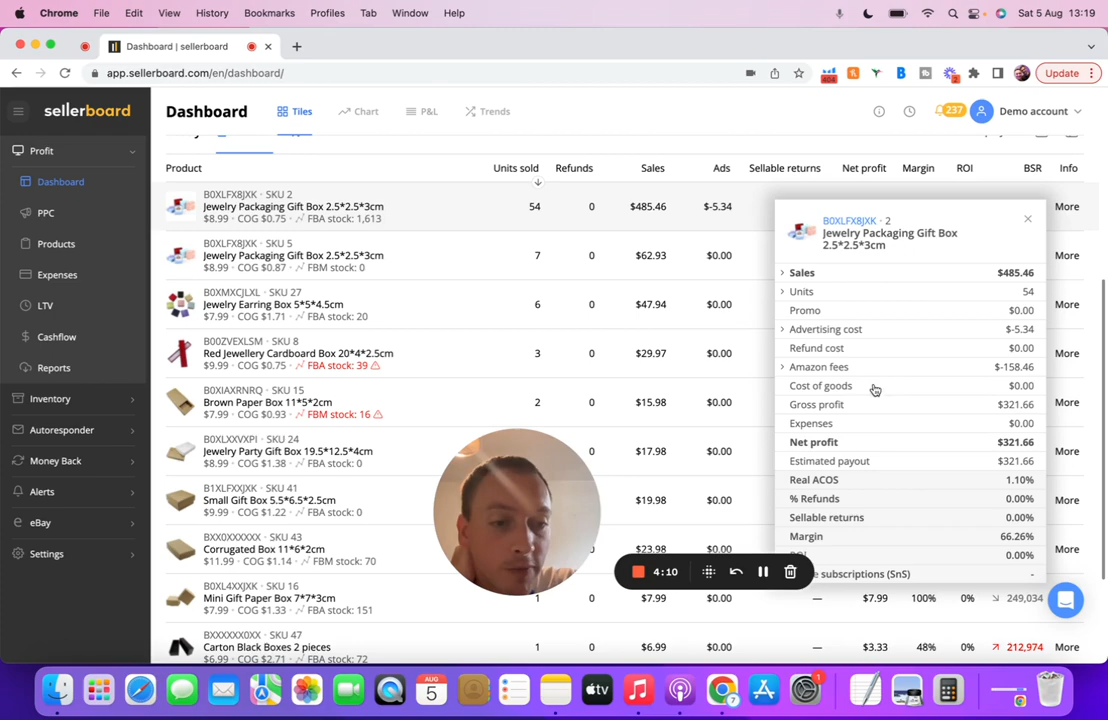 Chrome File Edit View History Bookmarks Profiles Tab Window Help Sat 5 Aug 13:19
Dashboard | sellerboard
app.sellerboard.com/en/dashboard/ 404 B 2 Update
sellerboard Dashboard Tiles Chart P&L Trends 237 Demo account
Profit
Dashboard
PPC
Products
Expenses
LTV
Cashflow
Reports
Inventory
Autoresponder
Money Back
Alerts
eBay
Settings
Product Units sold Refunds Sales Ads Sellable returns Net profit Margin ROI BSR Info
B0XLFX8JXK · SKU 2
Jewelry Packaging Gift Box 2.5*2.5*3cm 54 0 $485.46 $-5.34 More
$8.99 · COG $0.75 · FBA stock: 1,613
B0XLFX8JXK · SKU 5
Jewelry Packaging Gift Box 2.5*2.5*3cm 7 0 $62.93 $0.00 More
$8.99 · COG $0.87 · FBM stock: 0
B0XMXCJLXL · SKU 27
Jewelry Earring Box 5*5*4.5cm 6 0 $47.94 $0.00 More
$7.99 · COG $1.71 · FBM stock: 20
B00ZVEXLSM · SKU 8
Red Jewellery Cardboard Box 20*4*2.5cm 3 0 $29.97 $0.00 More
$9.99 · COG $0.75 · FBA stock: 39
B0XIAXRNRQ · SKU 15
Brown Paper Box 11*5*2cm 2 0 $15.98 $0.00 More
$7.99 · COG $0.93 · FBM stock: 16
B0XLXXVXPI · SKU 24
Jewelry Party Gift Box 19.5*12.5*4cm $17.98 $0.00 More
$8.99 · COG $1.38 · FBA stock: 0
B1XLFXXJXL · SKU 41
Small Gift Box 5.5*6.5*2.5cm $19.98 $0.00 More
$9.99 · COG $1.22 · FBA stock: 0
BXX0XXXXXX · SKU 43
Corrugated Box 11*6*2cm 0 $23.98 $0.00 More
$11.99 · COG $1.14 · FBM stock: 70
B0XL4XXJXK · SKU 16
Mini Gift Paper Box 7*7*3cm 1 0 $7.99 $0.00 — $7.99 100% 0% 249,034 More
$7.99 · COG $1.33 · FBA stock: 151
BXXXXXX0XX · SKU 47
Carton Black Boxes 2 pieces 1 0 $6.99 $0.00 — $3.33 48% 0% 212,974 More
$6.99 · COG $2.71 · FBA stock: 72
B0XLFX8JXK · 2
Jewelry Packaging Gift Box
2.5*2.5*3cm
Sales $485.46
Units 54
Promo $0.00
Advertising cost $-5.34
Refund cost $0.00
Amazon fees $-158.46
Cost of goods $0.00
Gross profit $321.66
Expenses $0.00
Net profit $321.66
Estimated payout $321.66
Real ACOS 1.10%
% Refunds 0.00%
Sellable returns 0.00%
Margin 66.26%
0.00%
subscriptions (SnS) -
4:10
AUG
5
tv
7
1